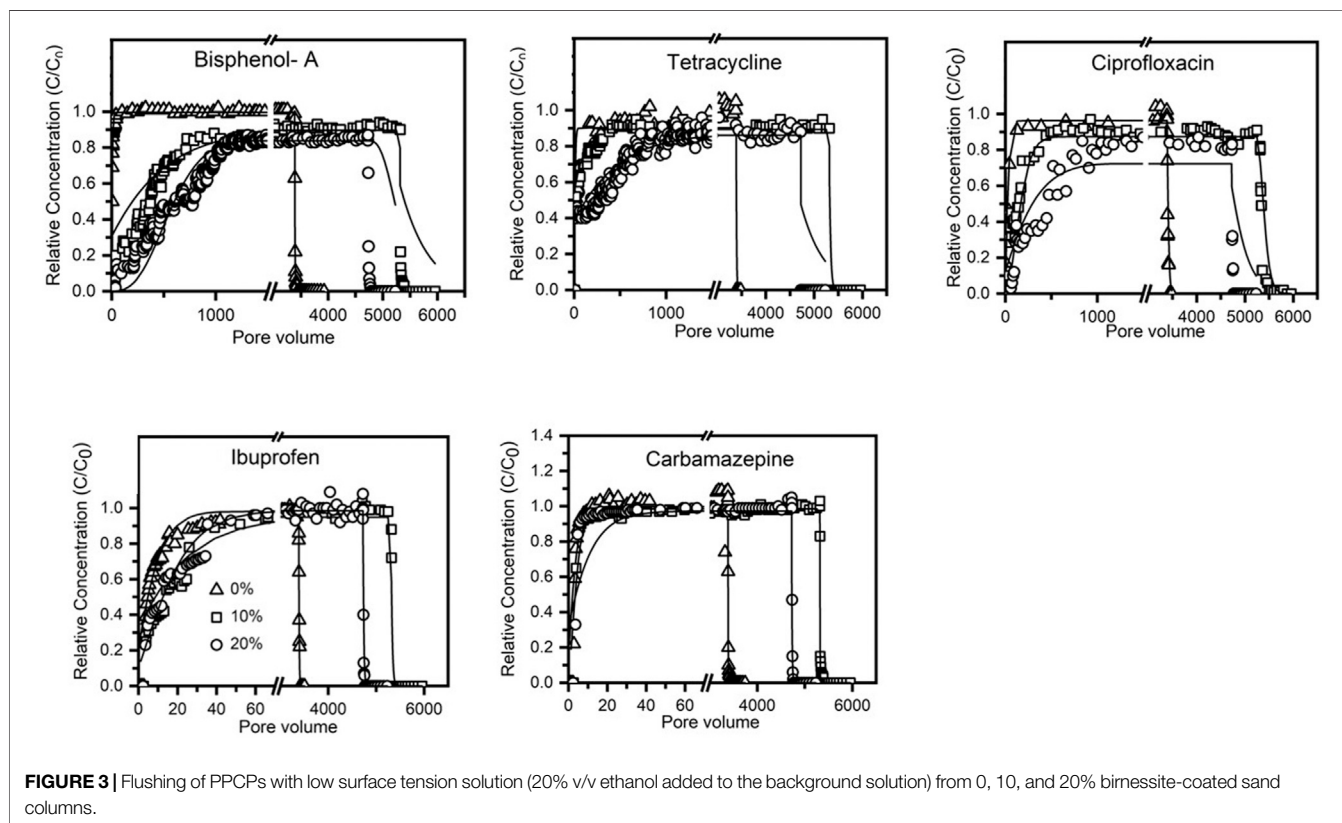 Bisphenol- A
Relative Concentration (C/Cn)
1.0
0.8
0.6
0.4
0.2
0.0
0 1000 4000 5000 6000
Pore volume
Tetracycline
Relative Concentration (C/Cn)
1.0
0.8
0.6
0.4
0.2
0.0
0 1000 4000 5000 6000
Pore volume
Ciprofloxacin
Relative Concentration (C/C0)
1.0
0.8
0.6
0.4
0.2
0.0
0 1000 4000 5000 6000
Pore volume
Ibuprofen
Relative Concentration (C/C0)
1.0
0.8
0.6
0.4
0.2
0.0
0%
10%
20%
0 20 40 60 4000 6000
Pore volume
Carbamazepine
Relative Concentration (C/C0)
1.4
1.2
1.0
0.8
0.6
0.4
0.2
0.0
0 20 40 60 4000 6000
Pore volume
FIGURE 3 | Flushing of PPCPs with low surface tension solution (20% v/v ethanol added to the background solution) from 0, 10, and 20% birnessite-coated sand
columns.